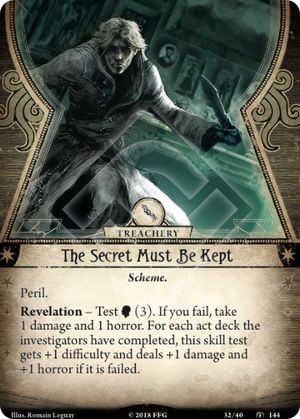 TREACHERY
The Secret Must Be Kept
Scheme.
Peril.
Revelation – Test (3). If you fail, take
1 damage and 1 horror. For each act deck the
investigators have completed, this skill test
gets +1 difficulty and deals +1 damage and
+1 horror if it is failed.
Illus. Romain Leguay © 2018 FFG 32/40 144